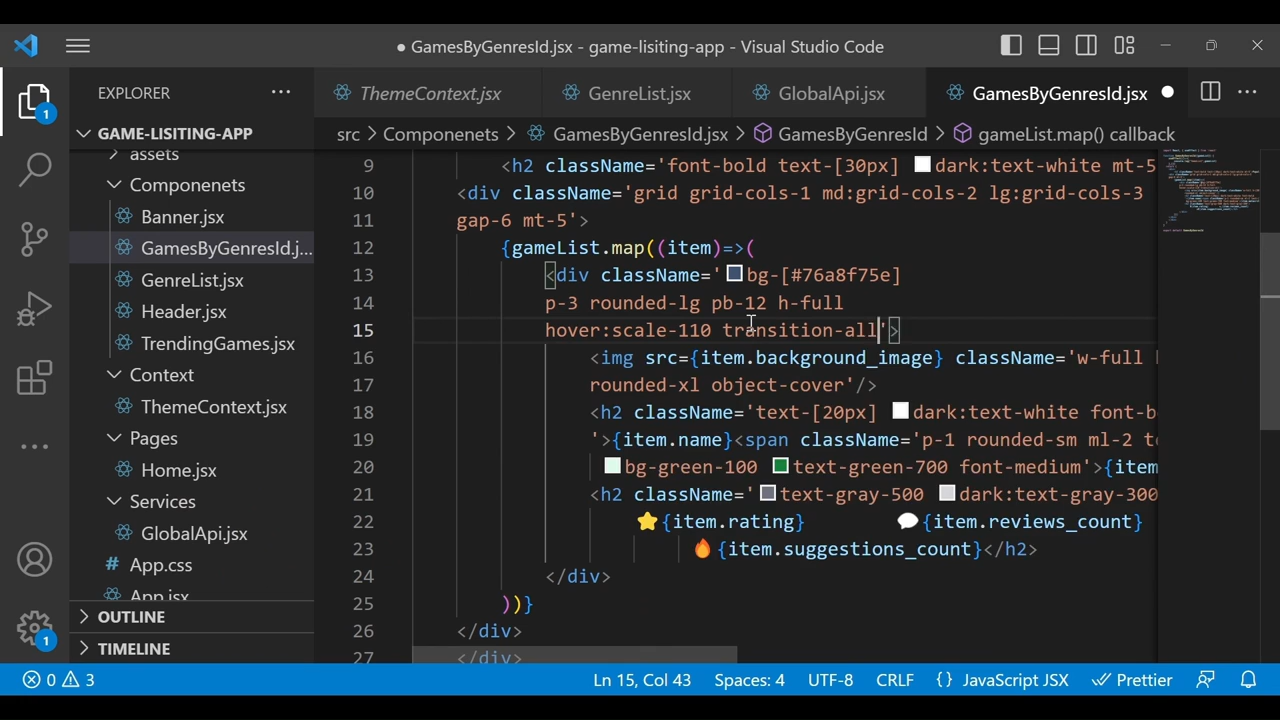 ● GamesByGenresId.jsx - game-lisiting-app - Visual Studio Code
EXPLORER ···
ThemeContext.jsx GenreList.jsx GlobalApi.jsx GamesByGenresId.jsx ● ···
1
GAME-LISITING-APP
src > Componenets > GamesByGenresId.jsx > GamesByGenresId > gameList.map() callback
assets
Componenets
Banner.jsx
GamesByGenresId.j...
GenreList.jsx
Header.jsx
TrendingGames.jsx
Context
ThemeContext.jsx
Pages
Home.jsx
Services
GlobalApi.jsx
# App.css
App.jsx
OUTLINE
TIMELINE
1
9 <h2 className='font-bold text-[30px] dark:text-white mt-5
10 <div className='grid grid-cols-1 md:grid-cols-2 lg:grid-cols-3
11 gap-6 mt-5'>
12 {gameList.map((item)=>(
13 <div className='bg-[#76a8f75e]
14 p-3 rounded-lg pb-12 h-full
15 hover:scale-110 transition-all'>
16 <img src={item.background_image} className='w-full
17 rounded-xl object-cover'/>
18 <h2 className='text-[20px] dark:text-white font-b
19 '>{item.name}<span className='p-1 rounded-sm ml-2 te
20 bg-green-100 text-green-700 font-medium'>{item
21 <h2 className='text-gray-500 dark:text-gray-300
22 ⭐{item.rating} 💬{item.reviews_count}
23 🔥{item.suggestions_count}</h2>
24 </div>
25 ))}
26 </div>
27 </div>
0 3 Ln 15, Col 43 Spaces: 4 UTF-8 CRLF {} JavaScript JSX Prettier